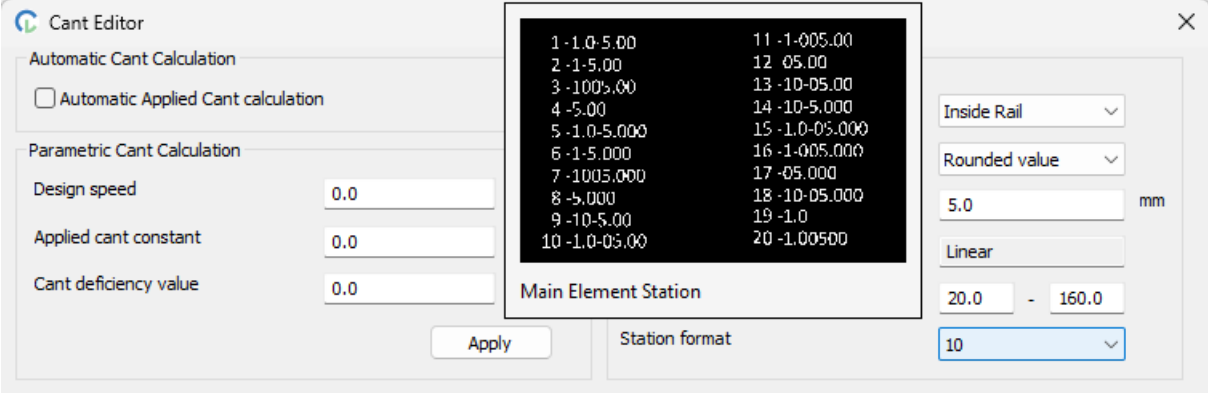 Cant Editor
Automatic Cant Calculation
Automatic Applied Cant calculation
Parametric Cant Calculation
Design speed 0.0
Applied cant constant 0.0
Cant deficiency value 0.0
Apply
1 -1.0-5.00
2 -1-5.00
3 -1005.00
4 -5.00
5 -1.0-5.000
6 -1-5.000
7 -1005.000
8 -5.000
9 -10-5.00
10 -1.0-05.00
11 -1-005.00
12 05.00
13 -10-05.00
14 -10-5.000
15 -1.0-05.000
16 -1-005.000
17 -05.000
18 -10-05.000
19 -1.0
20 -1.00500
Main Element Station
Inside Rail
Rounded value
5.0 mm
Linear
20.0 - 160.0
Station format 10